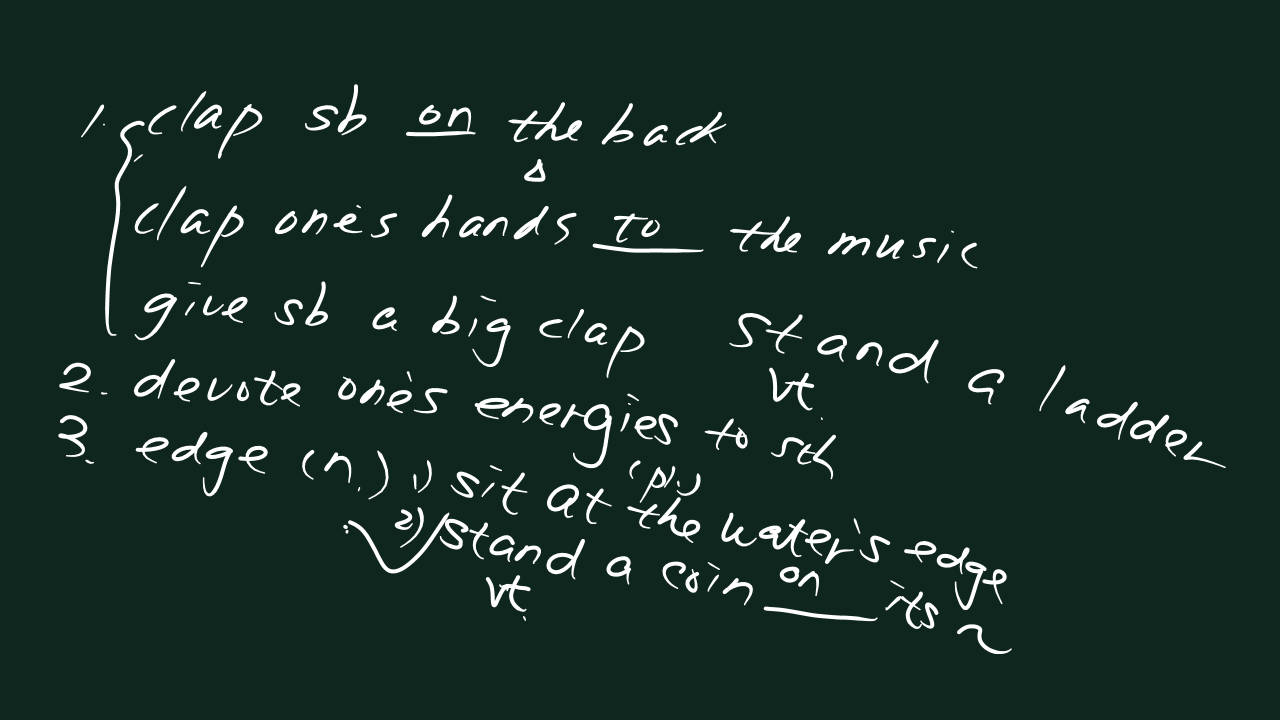 1. clap sb on the back
clap one's hands to the music
give sb a big clap
stand a ladder
vt.
2. devote one's energies to sth
(pl.)
3. edge (n.) 1) sit at the water's edge
2) stand a coin on its ~
vt.